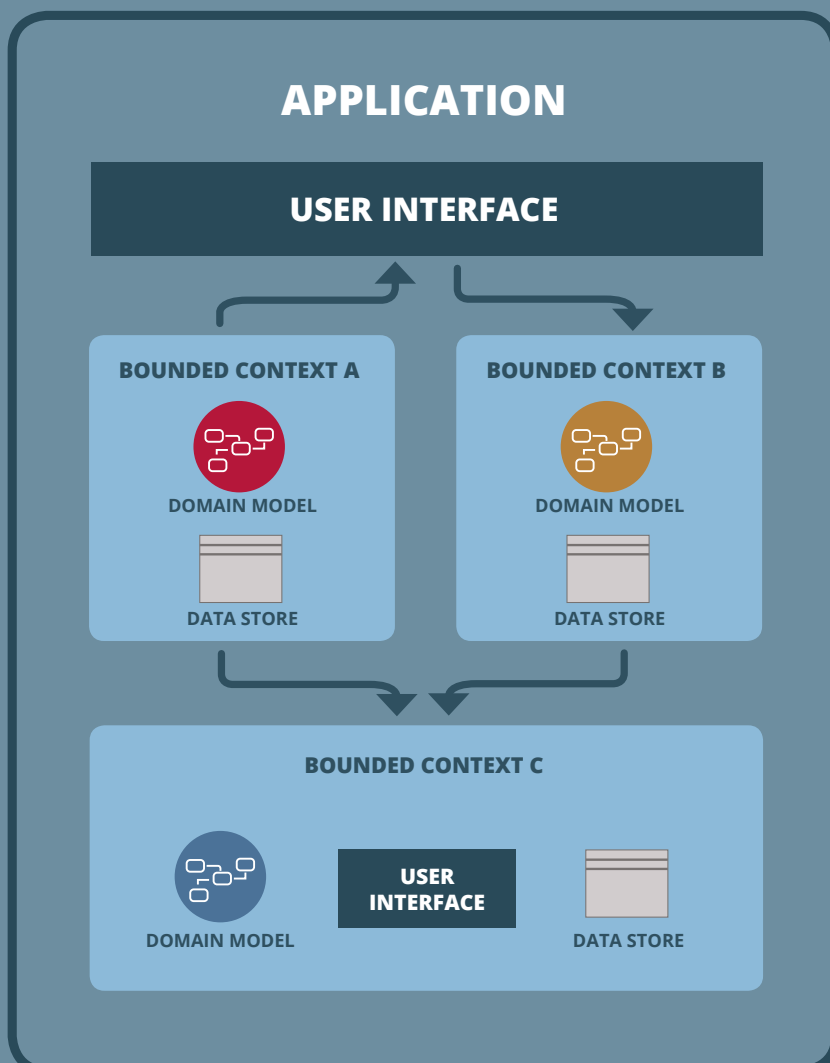 APPLICATION
USER INTERFACE
BOUNDED CONTEXT A
DOMAIN MODEL
DATA STORE
BOUNDED CONTEXT B
DOMAIN MODEL
DATA STORE
BOUNDED CONTEXT C
DOMAIN MODEL
USER
INTERFACE
DATA STORE